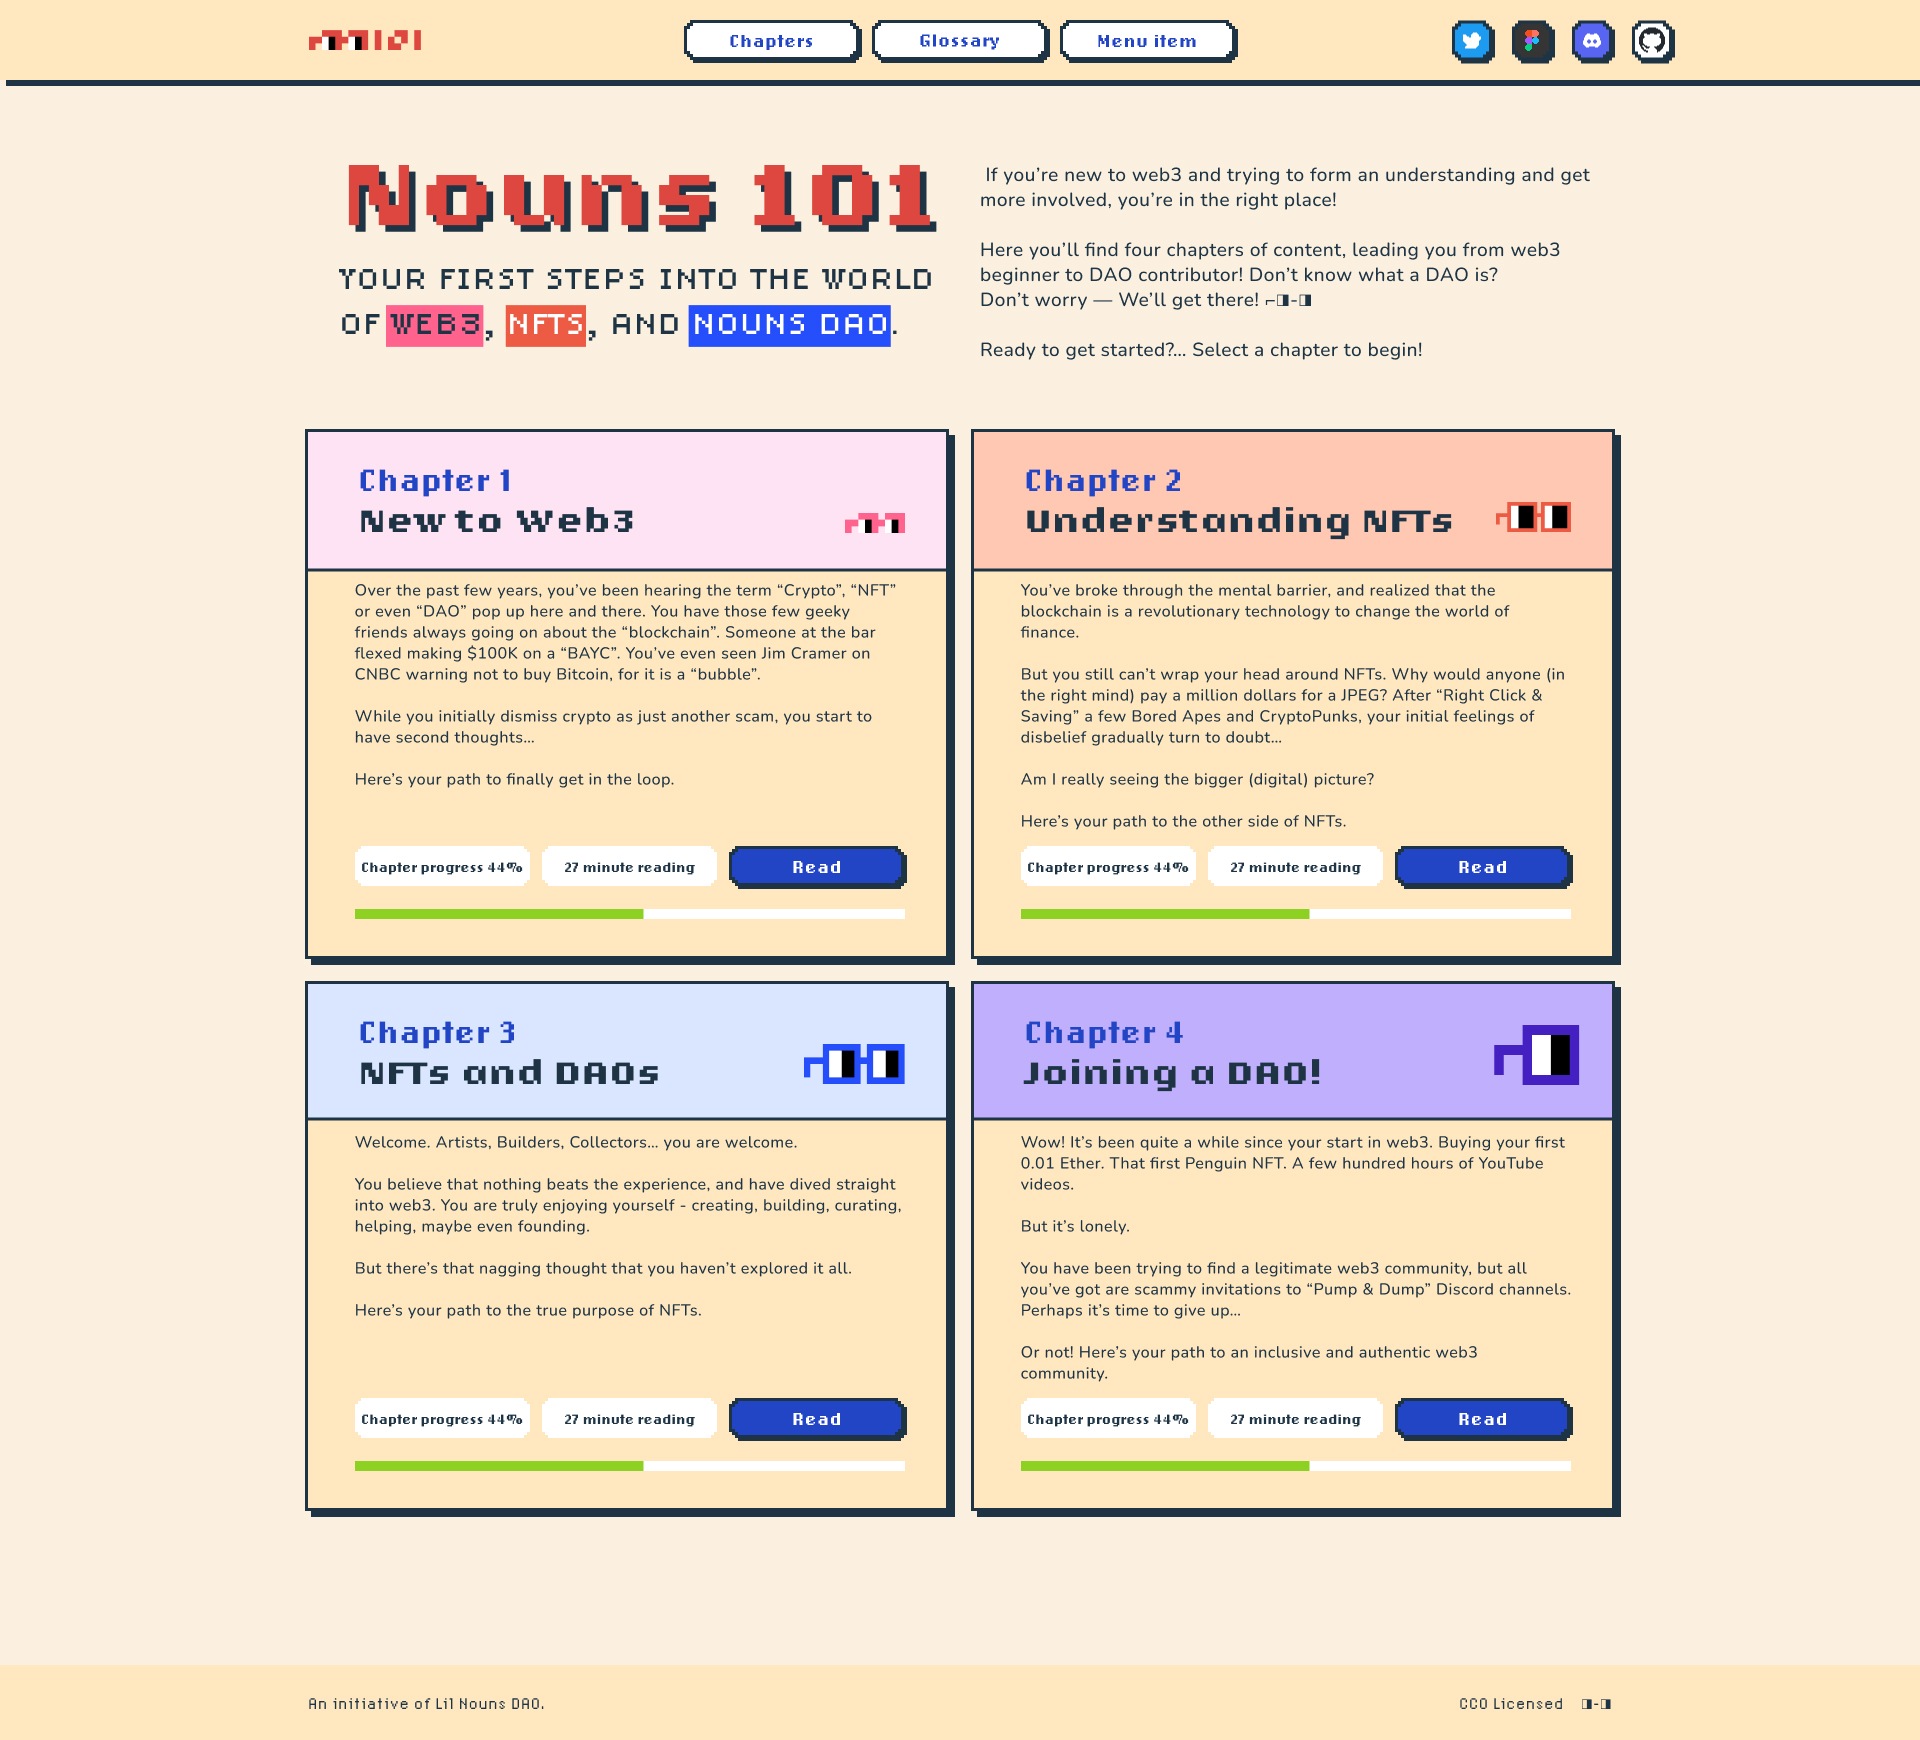 101
Chapters
Glossary
Menu item
Nouns 101
YOUR FIRST STEPS INTO THE WORLD
OF WEB3, NFTS, AND NOUNS DAO.
If you’re new to web3 and trying to form an understanding and get
more involved, you’re in the right place!
Here you’ll find four chapters of content, leading you from web3
beginner to DAO contributor! Don’t know what a DAO is?
Don’t worry — We’ll get there! ⌐◨-◨
Ready to get started?... Select a chapter to begin!
Chapter 1
New to Web3
Over the past few years, you’ve been hearing the term “Crypto”, “NFT”
or even “DAO” pop up here and there. You have those few geeky
friends always going on about the “blockchain”. Someone at the bar
flexed making $100K on a “BAYC”. You’ve even seen Jim Cramer on
CNBC warning not to buy Bitcoin, for it is a “bubble”.
While you initially dismiss crypto as just another scam, you start to
have second thoughts...
Here’s your path to finally get in the loop.
Chapter progress 44%
27 minute reading
Read
Chapter 2
Understanding NFTs
You’ve broke through the mental barrier, and realized that the
blockchain is a revolutionary technology to change the world of
finance.
But you still can’t wrap your head around NFTs. Why would anyone (in
the right mind) pay a million dollars for a JPEG? After “Right Click &
Saving” a few Bored Apes and CryptoPunks, your initial feelings of
disbelief gradually turn to doubt...
Am I really seeing the bigger (digital) picture?
Here’s your path to the other side of NFTs.
Chapter progress 44%
27 minute reading
Read
Chapter 3
NFTs and DAOs
Welcome. Artists, Builders, Collectors... you are welcome.
You believe that nothing beats the experience, and have dived straight
into web3. You are truly enjoying yourself - creating, building, curating,
helping, maybe even founding.
But there’s that nagging thought that you haven’t explored it all.
Here’s your path to the true purpose of NFTs.
Chapter progress 44%
27 minute reading
Read
Chapter 4
Joining a DAO!
Wow! It’s been quite a while since your start in web3. Buying your first
0.01 Ether. That first Penguin NFT. A few hundred hours of YouTube
videos.
But it’s lonely.
You have been trying to find a legitimate web3 community, but all
you’ve got are scammy invitations to “Pump & Dump” Discord channels.
Perhaps it’s time to give up...
Or not! Here’s your path to an inclusive and authentic web3
community.
Chapter progress 44%
27 minute reading
Read
An initiative of Lil Nouns DAO.
CC0 Licensed ◨-◨